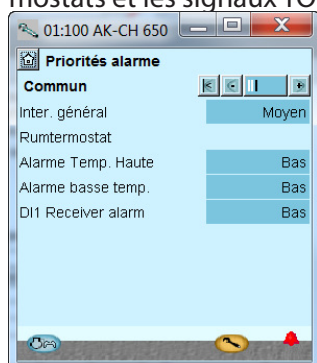 mostats et les signaux TO
01:100 AK-CH 650
Priorités alarme
Commun
Inter. général Moyen
Rumtermostat
Alarme Temp. Haute Bas
Alarme basse temp. Bas
DI1 Receiver alarm Bas